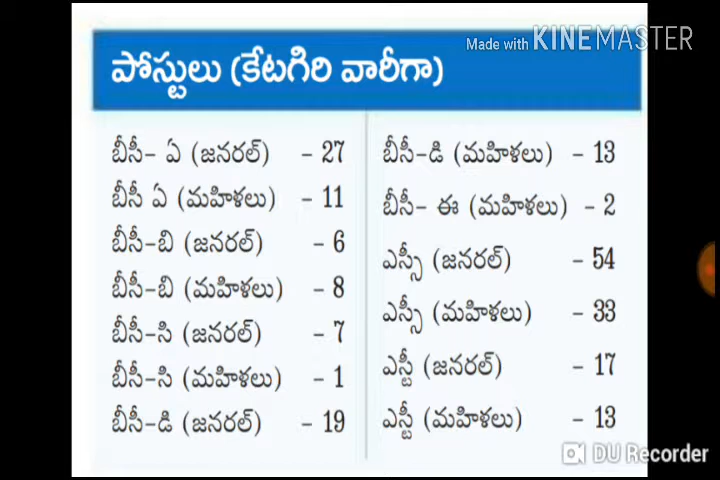 Made with KINEMASTER
పోస్టులు (కేటగిరి వారీగా)
బీసీ- ఏ (జనరల్) - 27
బీసీ ఏ (మహిళలు) - 11
బీసీ-బి (జనరల్) - 6
బీసీ-బి (మహిళలు) - 8
బీసీ-సి (జనరల్) - 7
బీసీ-సి (మహిళలు) - 1
బీసీ-డి (జనరల్) - 19
బీసీ-డి (మహిళలు) - 13
బీసీ- ఈ (మహిళలు) - 2
ఎస్సీ (జనరల్) - 54
ఎస్సీ (మహిళలు) - 33
ఎస్టీ (జనరల్) - 17
ఎస్టీ (మహిళలు) - 13
DU Recorder